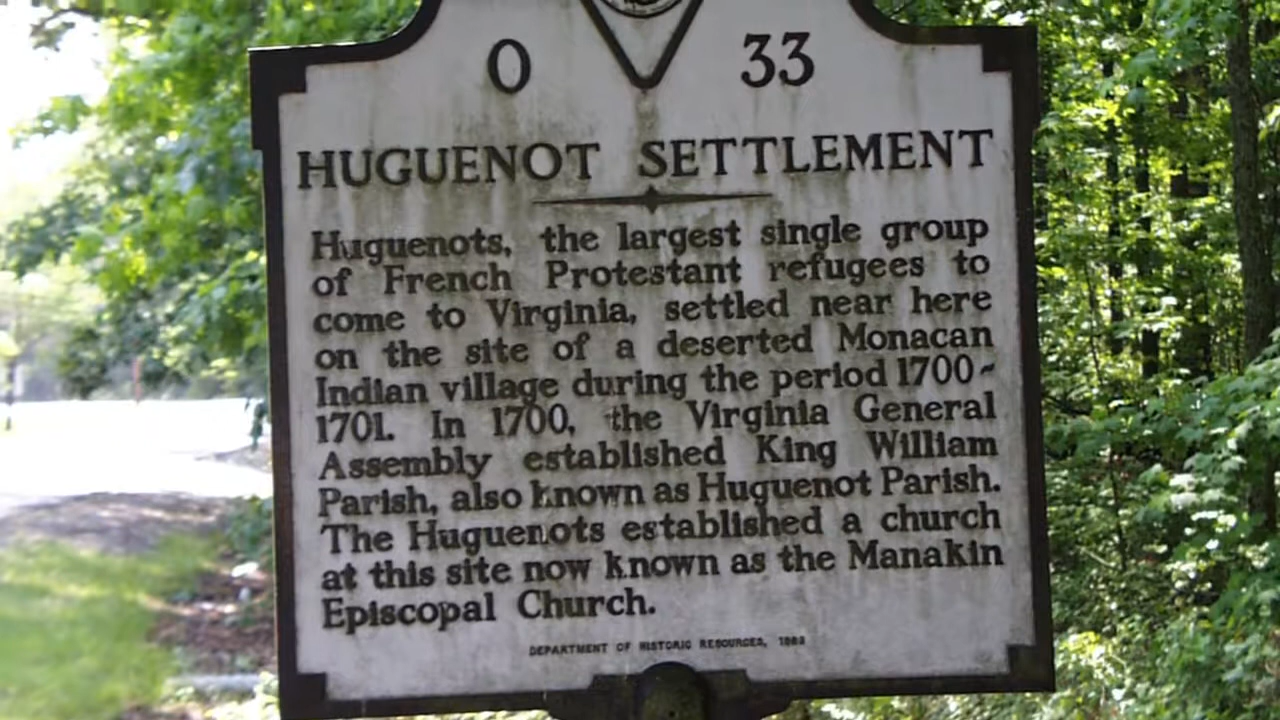 O 33
HUGUENOT SETTLEMENT
Huguenots, the largest single group
of French Protestant refugees to
come to Virginia, settled near here
on the site of a deserted Monacan
Indian village during the period 1700-
1701. In 1700, the Virginia General
Assembly established King William
Parish, also known as Huguenot Parish.
The Huguenots established a church
at this site now known as the Manakin
Episcopal Church.
DEPARTMENT OF HISTORIC RESOURCES,